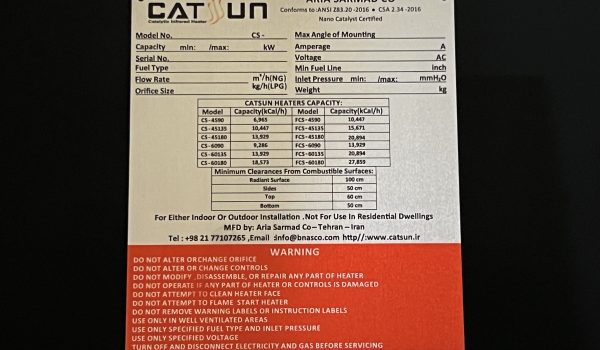 CATSUN
Catalytic Infrared Heater
ARIA SARMAD CO
Conforms to :ANSI Z83.20 -2016 • CSA 2.34 -2016
Nano Catalyst Certified
Model No. CS -
Capacity min: /max: kW
Serial No.
Fuel Type
Flow Rate m³/h(NG)
kg/h(LPG)
Orifice Size
Max Angle of Mounting
Amperage A
Voltage AC
Min Fuel Line inch
Inlet Pressure min: /max: mmH₂O
Weight kg
CATSUN HEATERS CAPACITY:
Model Capacity(kCal/h) Model Capacity(kCal/h)
CS-4590 6,965 FCS-4590 10,447
CS-45135 10,447 FCS-45135 15,671
CS-45180 13,929 FCS-45180 20,894
CS-6090 9,286 FCS-6090 13,929
CS-60135 13,929 FCS-60135 20,894
CS-60180 18,573 FCS-60180 27,859
Minimum Clearances From Combustible Surfaces:
Radiant Surface 100 cm
Sides 50 cm
Top 60 cm
Bottom 50 cm
For Either Indoor Or Outdoor Installation .Not For Use In Residential Dwellings
MFD by: Aria Sarmad Co – Tehran – Iran
Tel : +98 21 77107265 ,Email :info@bnasco.com http//:www.catsun.ir
WARNING
DO NOT ALTER OR CHANGE ORIFICE
DO NOT ALTER OR CHANGE CONTROLS
DO NOT MODIFY ,DISASSEMBLE, OR REPAIR ANY PART OF HEATER
DO NOT OPERATE IF ANY PART OF HEATER OR CONTROLS IS DAMAGED
DO NOT ATTEMPT TO CLEAN HEATER FACE
DO NOT ATTEMPT TO FLAME START HEATER
DO NOT REMOVE WARNING LABELS OR INSTRUCTION LABELS
USE ONLY IN WELL VENTILATED AREAS
USE ONLY SPECIFIED FUEL TYPE AND INLET PRESSURE
USE ONLY SPECIFIED VOLTAGE
TURN OFF AND DISCONNECT ELECTRICITY AND GAS BEFORE SERVICING